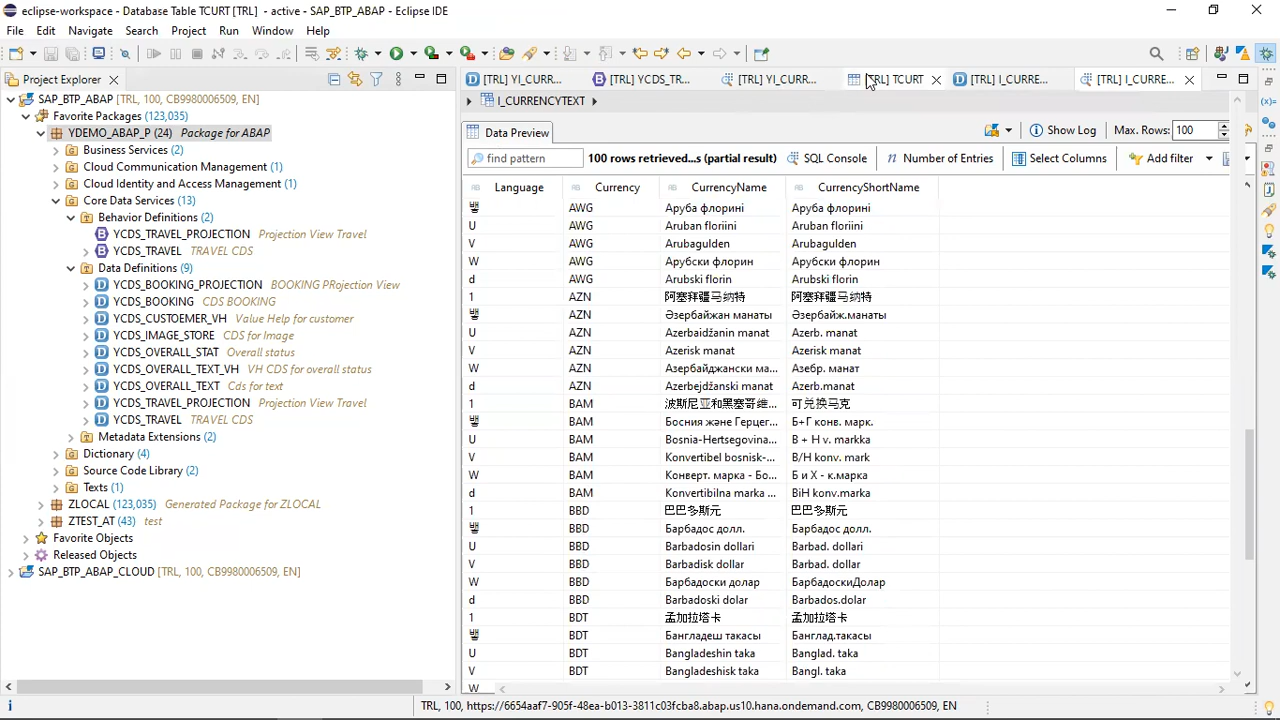 eclipse-workspace - Database Table TCURT [TRL] - active - SAP_BTP_ABAP - Eclipse IDE
File Edit Navigate Search Project Run Window Help
Project Explorer
[TRL] YI_CURR... [TRL] YCDS_TR... [TRL] YI_CURR... [TRL] TCURT [TRL] I_CURRE... [TRL] I_CURRE...
SAP_BTP_ABAP [TRL, 100, CB9980006509, EN]
Favorite Packages (123,035)
YDEMO_ABAP_P (24) Package for ABAP
Business Services (2)
Cloud Communication Management (1)
Cloud Identity and Access Management (1)
Core Data Services (13)
Behavior Definitions (2)
YCDS_TRAVEL_PROJECTION Projection View Travel
YCDS_TRAVEL TRAVEL CDS
Data Definitions (9)
YCDS_BOOKING_PROJECTION BOOKING PRojection View
YCDS_BOOKING CDS BOOKING
YCDS_CUSTOEMER_VH Value Help for customer
YCDS_IMAGE_STORE CDS for Image
YCDS_OVERALL_STAT Overall status
YCDS_OVERALL_TEXT_VH VH CDS for overall status
YCDS_OVERALL_TEXT Cds for text
YCDS_TRAVEL_PROJECTION Projection View Travel
YCDS_TRAVEL TRAVEL CDS
Metadata Extensions (2)
Dictionary (4)
Source Code Library (2)
Texts (1)
ZLOCAL (123,035) Generated Package for ZLOCAL
ZTEST_AT (43) test
Favorite Objects
Released Objects
SAP_BTP_ABAP_CLOUD [TRL, 100, CB9980006509, EN]
I_CURRENCYTEXT
Data Preview Show Log Max. Rows: 100
find pattern 100 rows retrieved...s (partial result) SQL Console Number of Entries Select Columns Add filter
Language Currency CurrencyName CurrencyShortName
AWG Аруба флорині Аруба флорині
U AWG Aruban floriini Aruban floriini
V AWG Arubagulden Arubagulden
W AWG Арубски флорин Арубски флорин
d AWG Arubski florin Arubski florin
1 AZN 阿塞拜疆马纳特 阿塞拜疆马纳特
AZN Әзербайжан манаты Әзербайж.манаты
U AZN Azerbaidžanin manat Azerb. manat
V AZN Azerisk manat Azerisk manat
W AZN Азербайджански ма... Азебр. манат
d AZN Azerbejdžanski manat Azerb.manat
1 BAM 波斯尼亚和黑塞哥维... 可兑换马克
BAM Босния және Герцег... Б+Г конв. марк.
U BAM Bosnia-Hertsegovina... B + H v. markka
V BAM Konvertibel bosnisk-... B/H konv. mark
W BAM Конверт. марка - Бо... Б и Х - к.марка
d BAM Konvertibilna marka ... BiH konv.marka
1 BBD 巴巴多斯元 巴巴多斯元
BBD Барбадос долл. Барбадос долл.
U BBD Barbadosin dollari Barbad. dollari
V BBD Barbadisk dollar Barbad. dollar
W BBD Барбадоски долар БарбадоскиДолар
d BBD Barbadoski dolar Barbados.dolar
1 BDT 孟加拉塔卡 孟加拉塔卡
BDT Бангладеш такасы Банглад.такасы
U BDT Bangladeshin taka Banglad. taka
V BDT Bangladeshisk taka Bangl. taka
W
TRL, 100, https://6654aaf7-905f-48ea-b013-3811c03fcba8.abap.us10.hana.ondemand.com, CB9980006509, EN